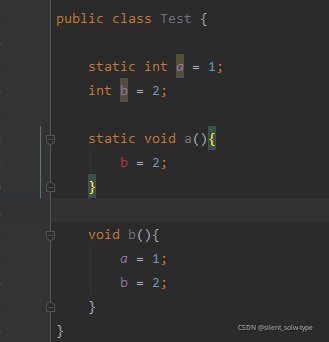 public class Test {
static int a = 1;
int b = 2;
static void a(){
b = 2;
}
void b(){
a = 1;
b = 2;
}
}
CSDN @silent_solw-type